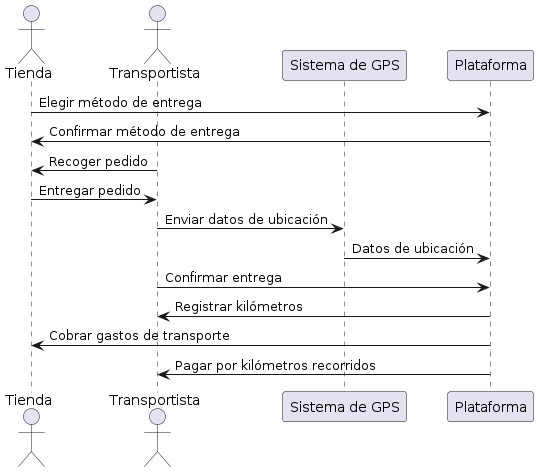 Tienda
Transportista
Sistema de GPS
Plataforma
Elegir método de entrega
Confirmar método de entrega
Recoger pedido
Entregar pedido
Enviar datos de ubicación
Datos de ubicación
Confirmar entrega
Registrar kilómetros
Cobrar gastos de transporte
Pagar por kilómetros recorridos
Tienda
Transportista
Sistema de GPS
Plataforma